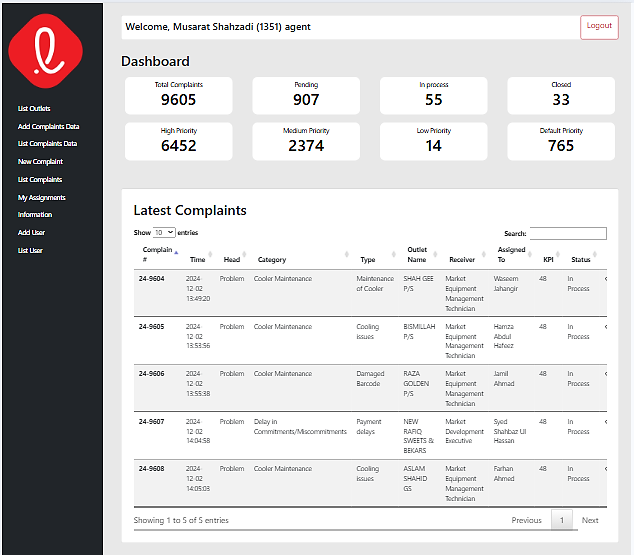 Welcome, Musarat Shahzadi (1351) agent
Logout
List Outlets
Add Complaints Data
List Complaints Data
New Complaint
List Complaints
My Assignments
Information
Add User
List User
Dashboard
Total Complaints
9605
Pending
907
In process
55
Closed
33
High Priority
6452
Medium Priority
2374
Low Priority
14
Default Priority
765
Latest Complaints
Show 10 entries
Search:
Complain #
Time
Head
Category
Type
Outlet Name
Receiver
Assigned To
KPI
Status
24-9604
2024-12-02 13:49:20
Problem
Cooler Maintenance
Maintenance of Cooler
SHAH GEE P/S
Market Equipment Management Technician
Waseem Jahangir
48
In Process
24-9605
2024-12-02 13:53:56
Problem
Cooler Maintenance
Cooling issues
BISMILLAH P/S
Market Equipment Management Technician
Hamza Abdul Hafeez
48
In Process
24-9606
2024-12-02 13:55:38
Problem
Cooler Maintenance
Damaged Barcode
RAZA GOLDEN P/S
Market Equipment Management Technician
Jamil Ahmad
48
In Process
24-9607
2024-12-02 14:04:58
Problem
Delay in Commitments/Miscommitments
Payment delays
NEW RAFIQ SWEETS & BEKARS
Market Development Executive
Syed Shahbaz Ul Hassan
48
In Process
24-9608
2024-12-02 14:05:03
Problem
Cooler Maintenance
Cooling issues
ASLAM SHAHID GS
Market Equipment Management Technician
Farhan Ahmed
48
In Process
Showing 1 to 5 of 5 entries
Previous
1
Next